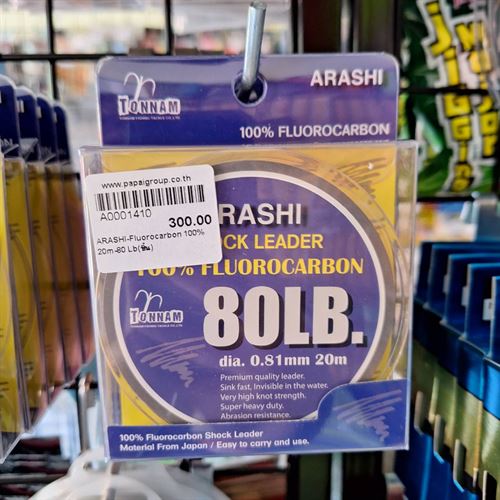 ARASHI
TONNAM
100% FLUOROCARBON
www.papaigroup.co.th
A0001410
300.00
ARASHI-Fluorocarbon 100%
20m-80 Lb(ชิ้น)
ARASHI
SHOCK LEADER
100% FLUOROCARBON
TONNAM
80LB.
dia. 0.81mm 20m
Premium quality leader.
Sink fast, Invisible in the water.
Very high knot strength.
Super heavy duty.
Abrasion resistance.
100% Fluorocarbon Shock Leader
Material From Japan / Easy to carry and use.